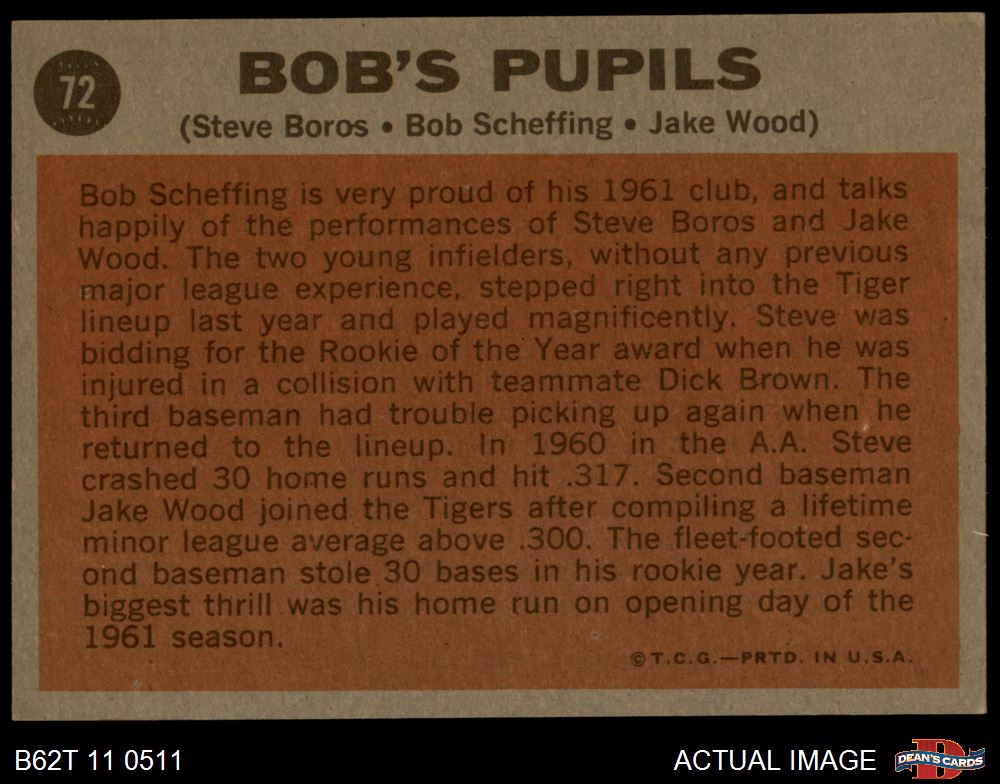 72
BOB'S PUPILS
(Steve Boros • Bob Scheffing • Jake Wood)
Bob Scheffing is very proud of his 1961 club, and talks
happily of the performances of Steve Boros and Jake
Wood. The two young infielders, without any previous
major league experience, stepped right into the Tiger
lineup last year and played magnificently. Steve was
bidding for the Rookie of the Year award when he was
injured in a collision with teammate Dick Brown. The
third baseman had trouble picking up again when he
returned to the lineup. In 1960 in the A.A. Steve
crashed 30 home runs and hit .317. Second baseman
Jake Wood joined the Tigers after compiling a lifetime
minor league average above .300. The fleet-footed sec-
ond baseman stole 30 bases in his rookie year. Jake's
biggest thrill was his home run on opening day of the
1961 season.
© T.C.G.—PRTD. IN U.S.A.
B62T 11 0511
ACTUAL IMAGE
D
DEAN'S CARDS